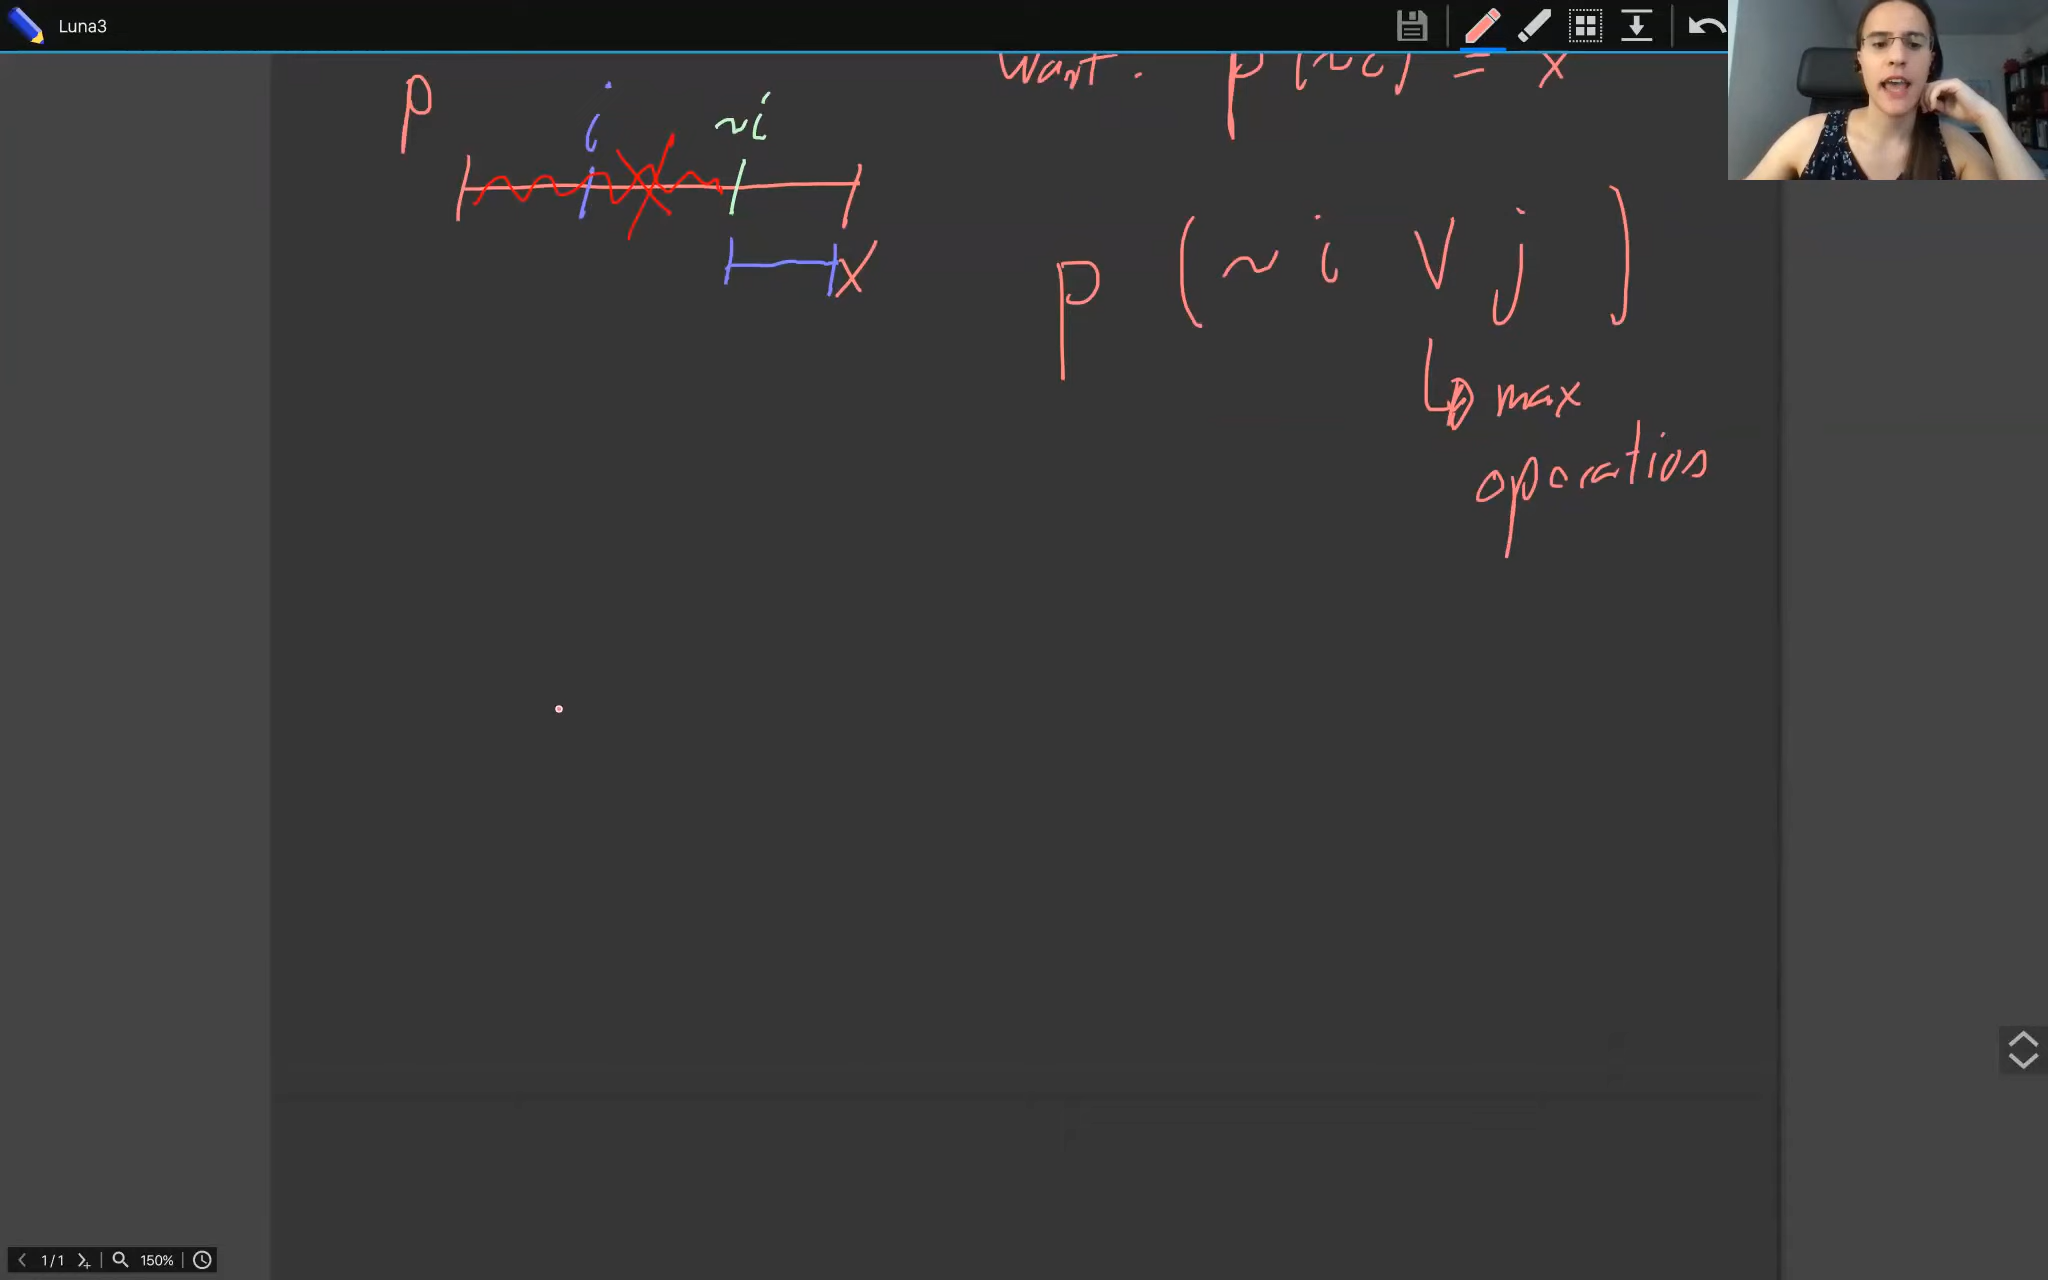 Luna3
want: p (~i) = x
p i ~i
x
p (~ i ∨ j )
max
operation
1/1 150%